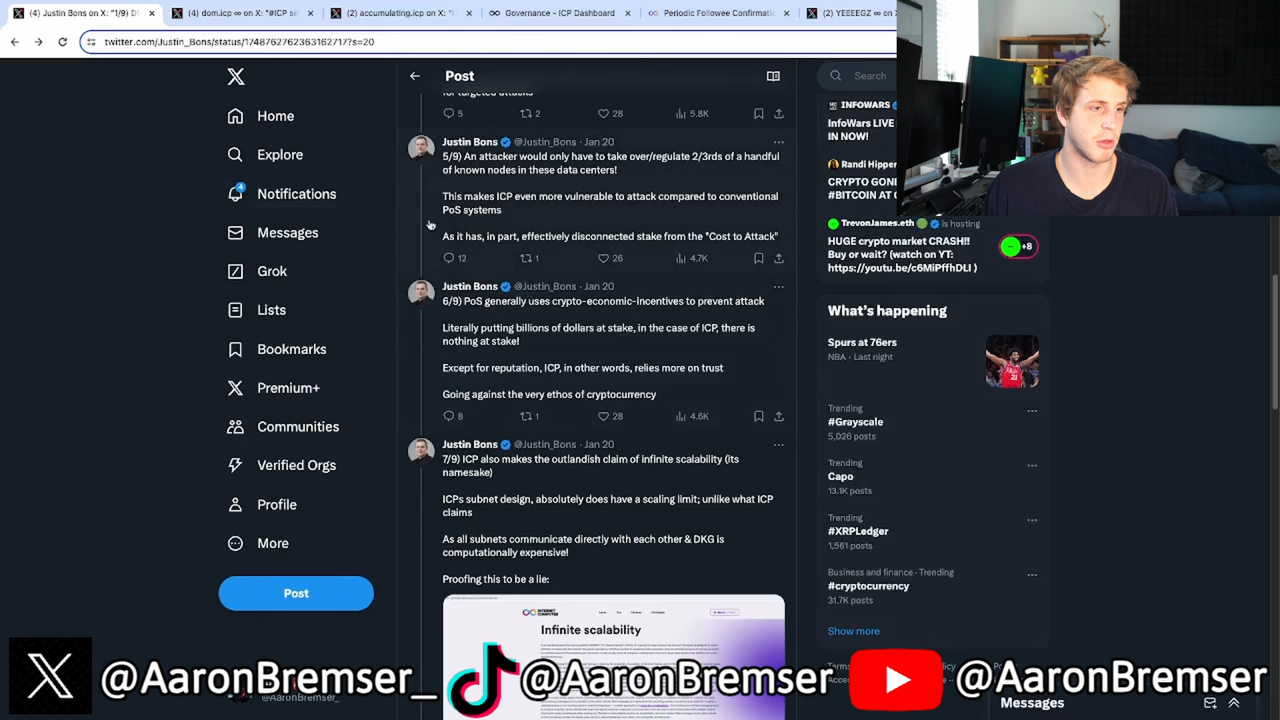 (4) Justin Bons on X: "1/9) D
(4) dom.icp ∞ on X: "#ICP se
(2) accumulating.icp on X: "
Governance - ICP Dashboard
Periodic Followee Confirmatio
(2) YEEEEGZ ∞ on X
twitter.com/Justin_Bons/status/1748762762363162717?s=20
Post
Search
Home
Explore
4
Notifications
Messages
Grok
Lists
Bookmarks
Premium+
Communities
Verified Orgs
Profile
More
Post
@AaronBremser_
for targeted attacks
5
2
28
5.8K
Justin Bons @Justin_Bons · Jan 20
5/9) An attacker would only have to take over/regulate 2/3rds of a handful
of known nodes in these data centers!
This makes ICP even more vulnerable to attack compared to conventional
PoS systems
As it has, in part, effectively disconnected stake from the "Cost to Attack"
12
1
26
4.7K
Justin Bons @Justin_Bons · Jan 20
6/9) PoS generally uses crypto-economic-incentives to prevent attack
Literally putting billions of dollars at stake, in the case of ICP, there is
nothing at stake!
Except for reputation, ICP, in other words, relies more on trust
Going against the very ethos of cryptocurrency
8
1
28
4.6K
Justin Bons @Justin_Bons · Jan 20
7/9) ICP also makes the outlandish claim of infinite scalability (its
namesake)
ICPs subnet design, absolutely does have a scaling limit; unlike what ICP
claims
As all subnets communicate directly with each other & DKG is
computationally expensive!
Proofing this to be a lie:
INTERNET
COMPUTER
Infinite scalability
INFOWARS
InfoWars LIVE
IN NOW!
Randi Hipper
CRYPTO GONE
#BITCOIN AT
TrevonJames.eth is hosting
HUGE crypto market CRASH!!
Buy or wait? (watch on YT:
https://youtu.be/c6MiPffhDLI )
+8
What's happening
Spurs at 76ers
NBA · Last night
Trending
#Grayscale
5,026 posts
Trending
Capo
13.1K posts
Trending
#XRPLedger
1,561 posts
Business and finance · Trending
#cryptocurrency
31.7K posts
Show more
Messages
@AaronBremser_
@AaronBremser
@AaronBremser